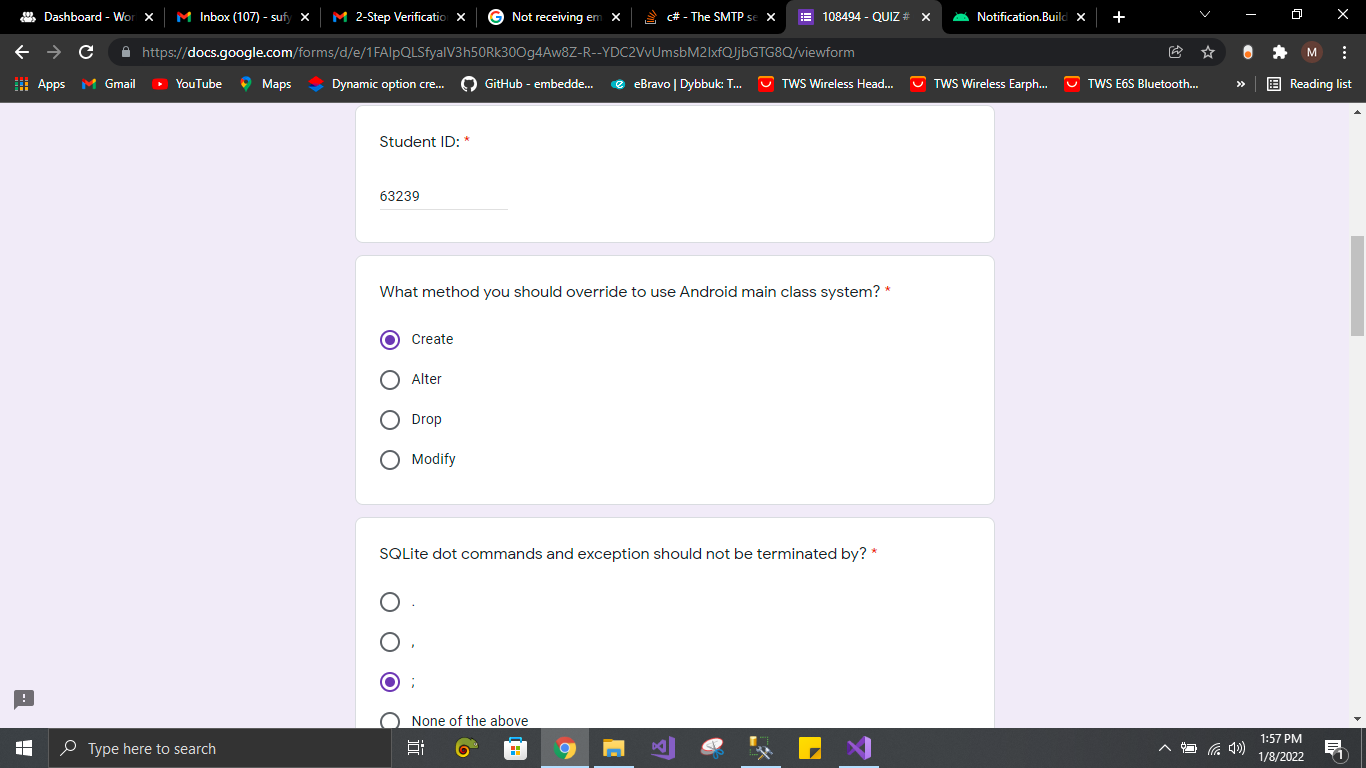 Dashboard - Wor
Inbox (107) - sufy
2-Step Verificatio
Not receiving em
c# - The SMTP se
108494 - QUIZ #
Notification.Build
https://docs.google.com/forms/d/e/1FAIpQLSfyalV3h50Rk30Og4Aw8Z-R--YDC2VvUmsbM2IxfQJjbGTG8Q/viewform
M
Apps
Gmail
YouTube
Maps
Dynamic option cre...
GitHub - embedde...
eBravo | Dybbuk: T...
TWS Wireless Head...
TWS Wireless Earph...
TWS E6S Bluetooth...
»
Reading list
Student ID: *
63239
What method you should override to use Android main class system? *
Create
Alter
Drop
Modify
SQLite dot commands and exception should not be terminated by? *
.
,
;
None of the above
Type here to search
1:57 PM
1/8/2022
1